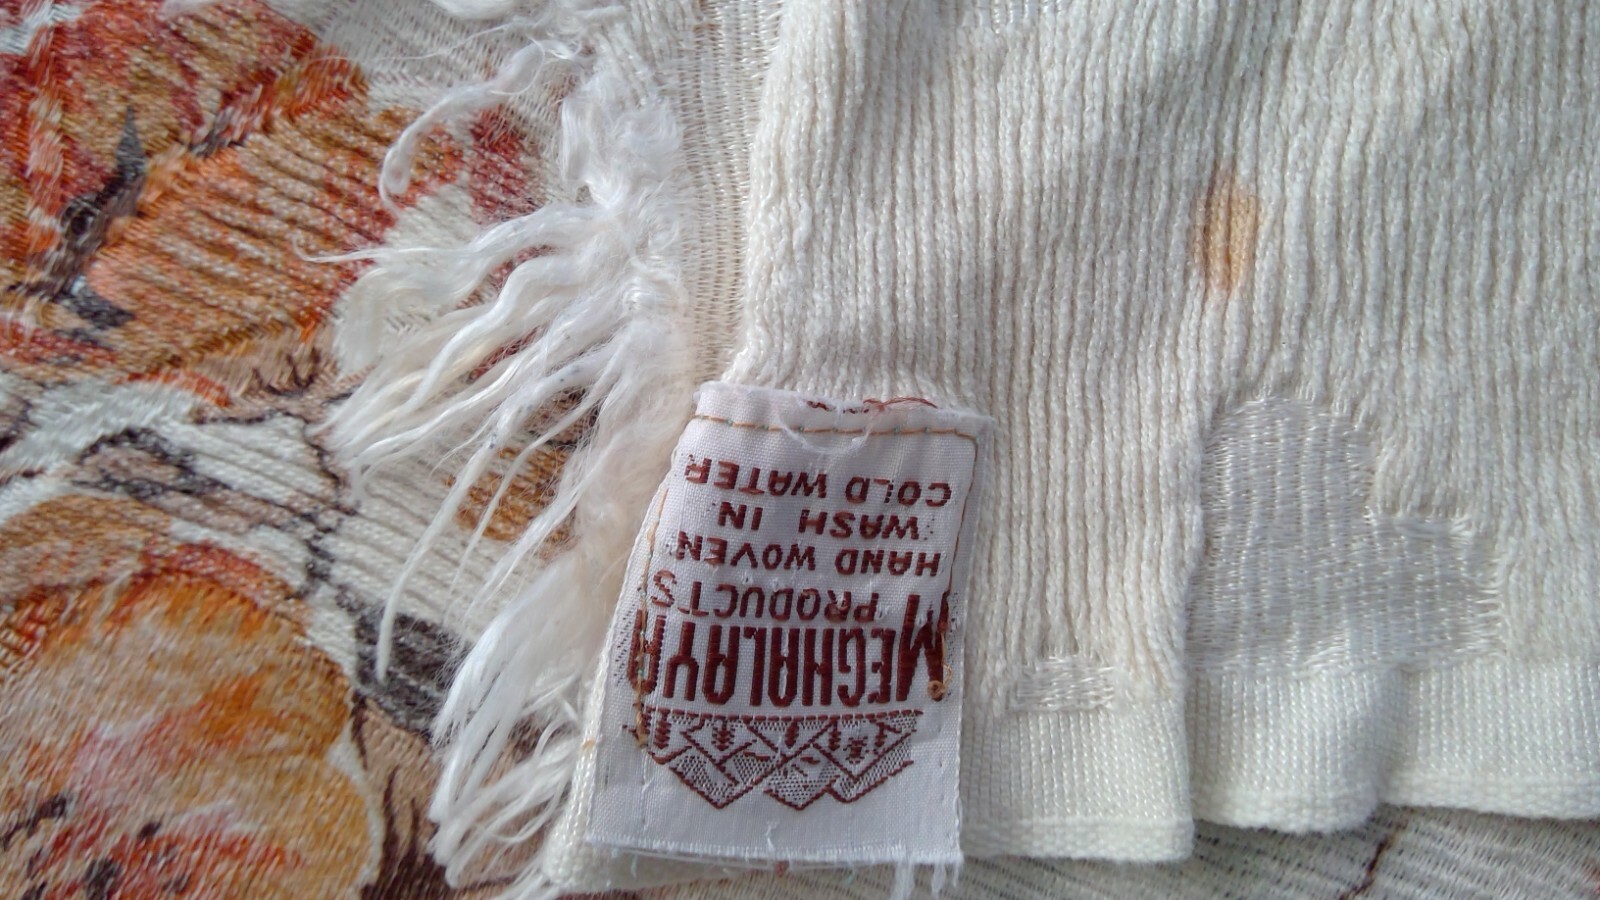 MEGHALAYA
PRODUCTS
HAND WOVEN
WASH IN
COLD WATER